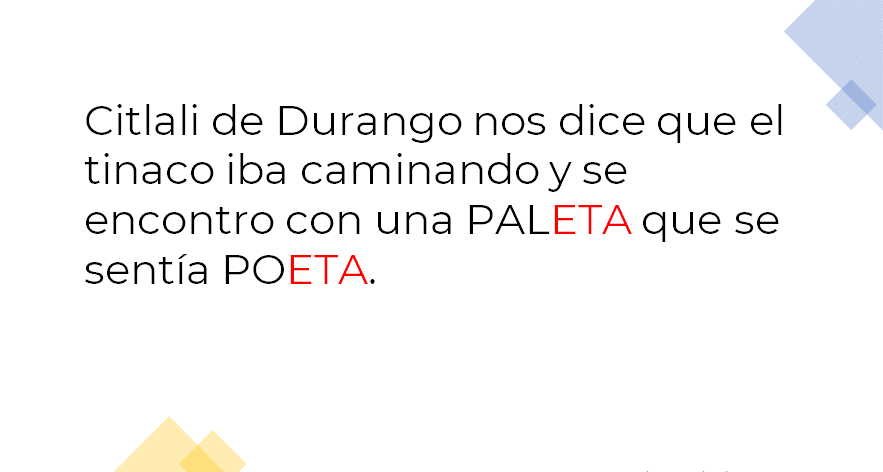 Citlali de Durango nos dice que el
tinaco iba caminando y se
encontro con una PALETA que se
sentía POETA.